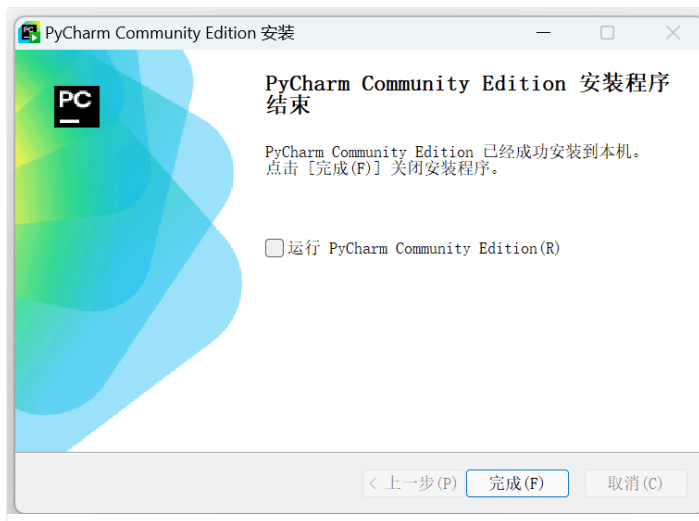 PyCharm Community Edition 安装
PC
PyCharm Community Edition 安装程序
结束
PyCharm Community Edition 已经成功安装到本机。
点击 [完成(F)] 关闭安装程序。
运行 PyCharm Community Edition(R)
< 上一步(P)
完成(F)
取消(C)